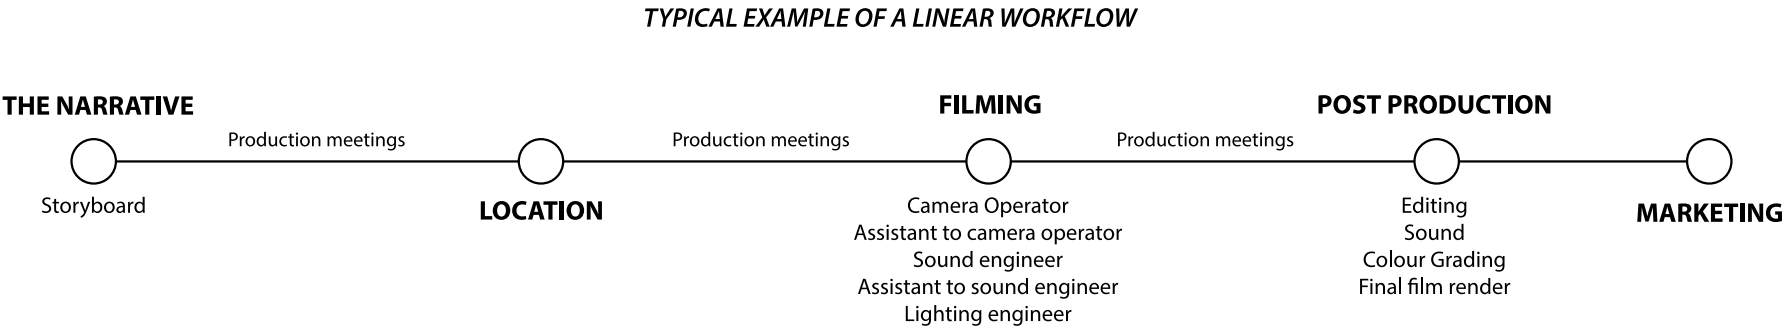 TYPICAL EXAMPLE OF A LINEAR WORKFLOW
THE NARRATIVE
Storyboard
Production meetings
LOCATION
Production meetings
FILMING
Camera Operator
Assistant to camera operator
Sound engineer
Assistant to sound engineer
Lighting engineer
Production meetings
POST PRODUCTION
Editing
Sound
Colour Grading
Final film render
MARKETING